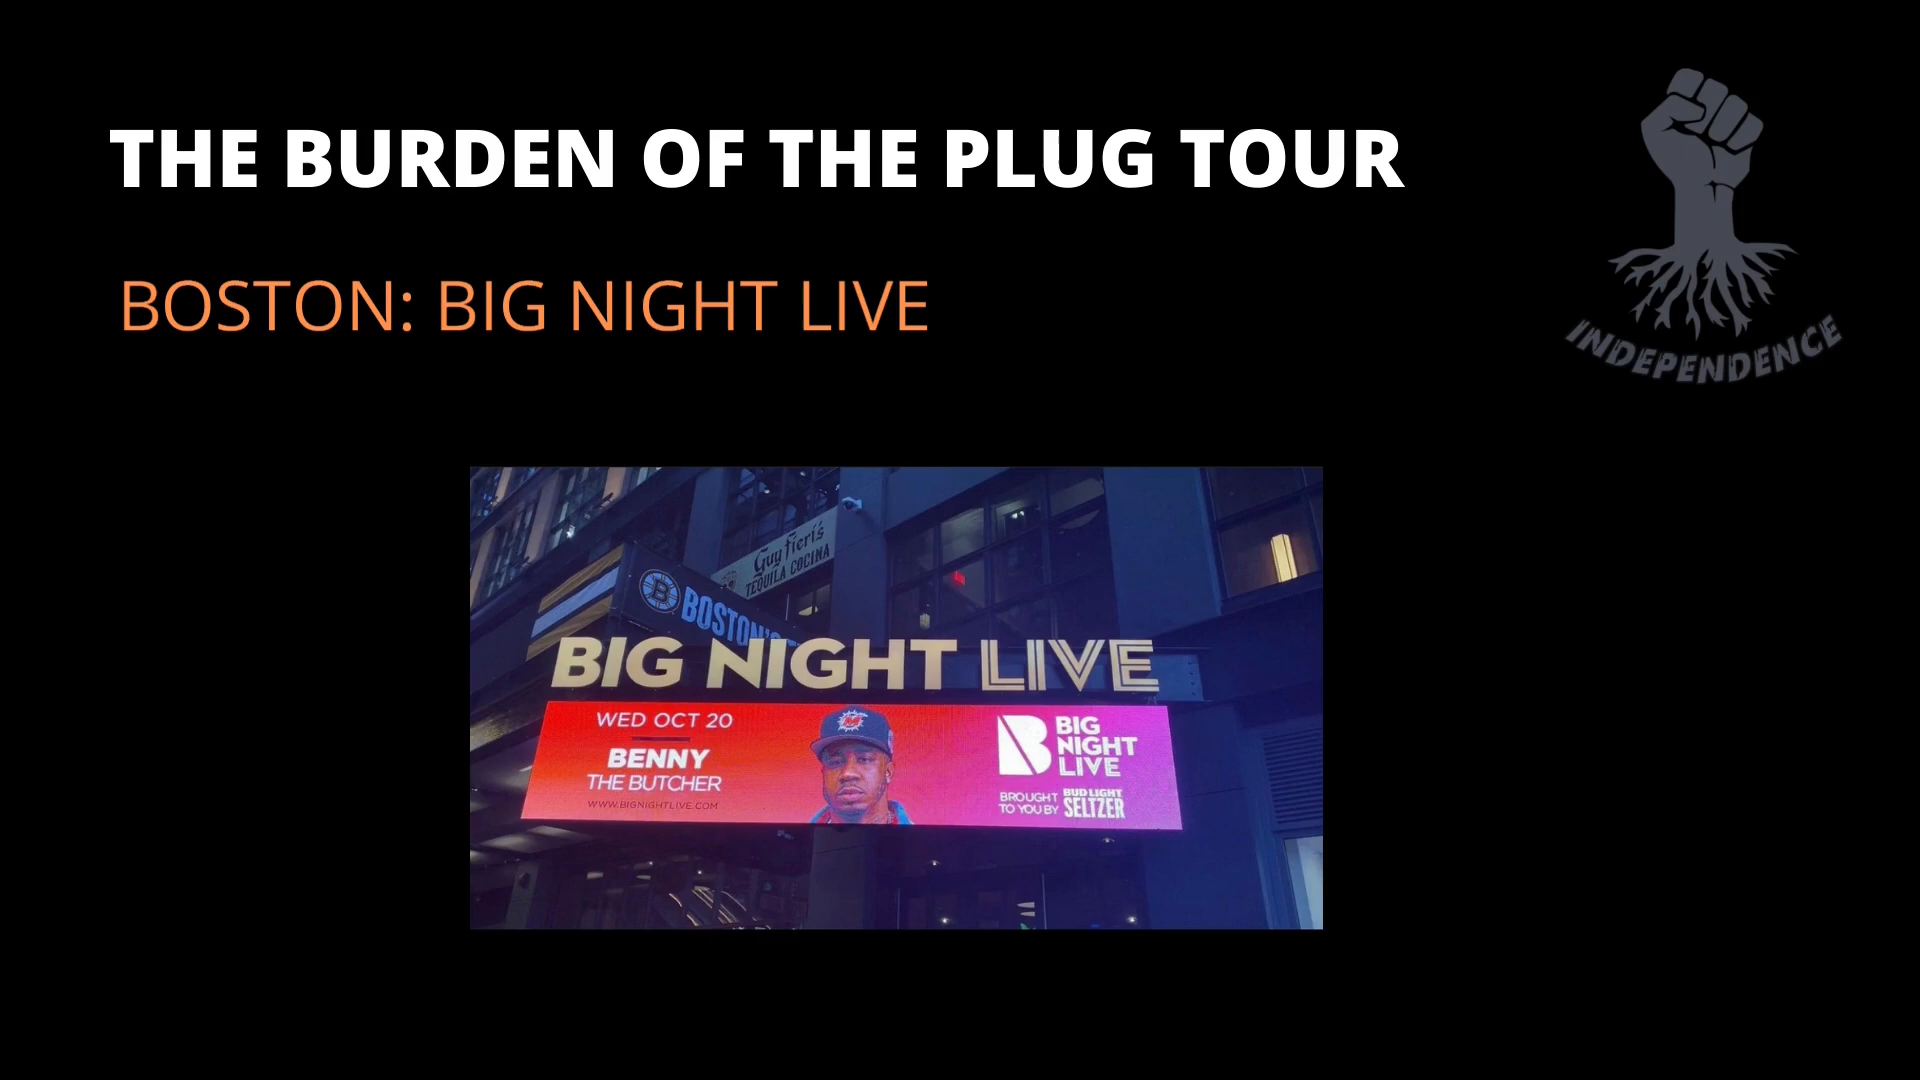 THE BURDEN OF THE PLUG TOUR
BOSTON: BIG NIGHT LIVE
INDEPENDENCE
Guy Fieri's
TEQUILA COCINA
B
BOSTON'S
BIG NIGHT LIVE
WED OCT 20
BENNY
THE BUTCHER
WWW.BIGNIGHTLIVE.COM
M
B
BIG
NIGHT
LIVE
BROUGHT
TO YOU BY
BUD LIGHT
SELTZER